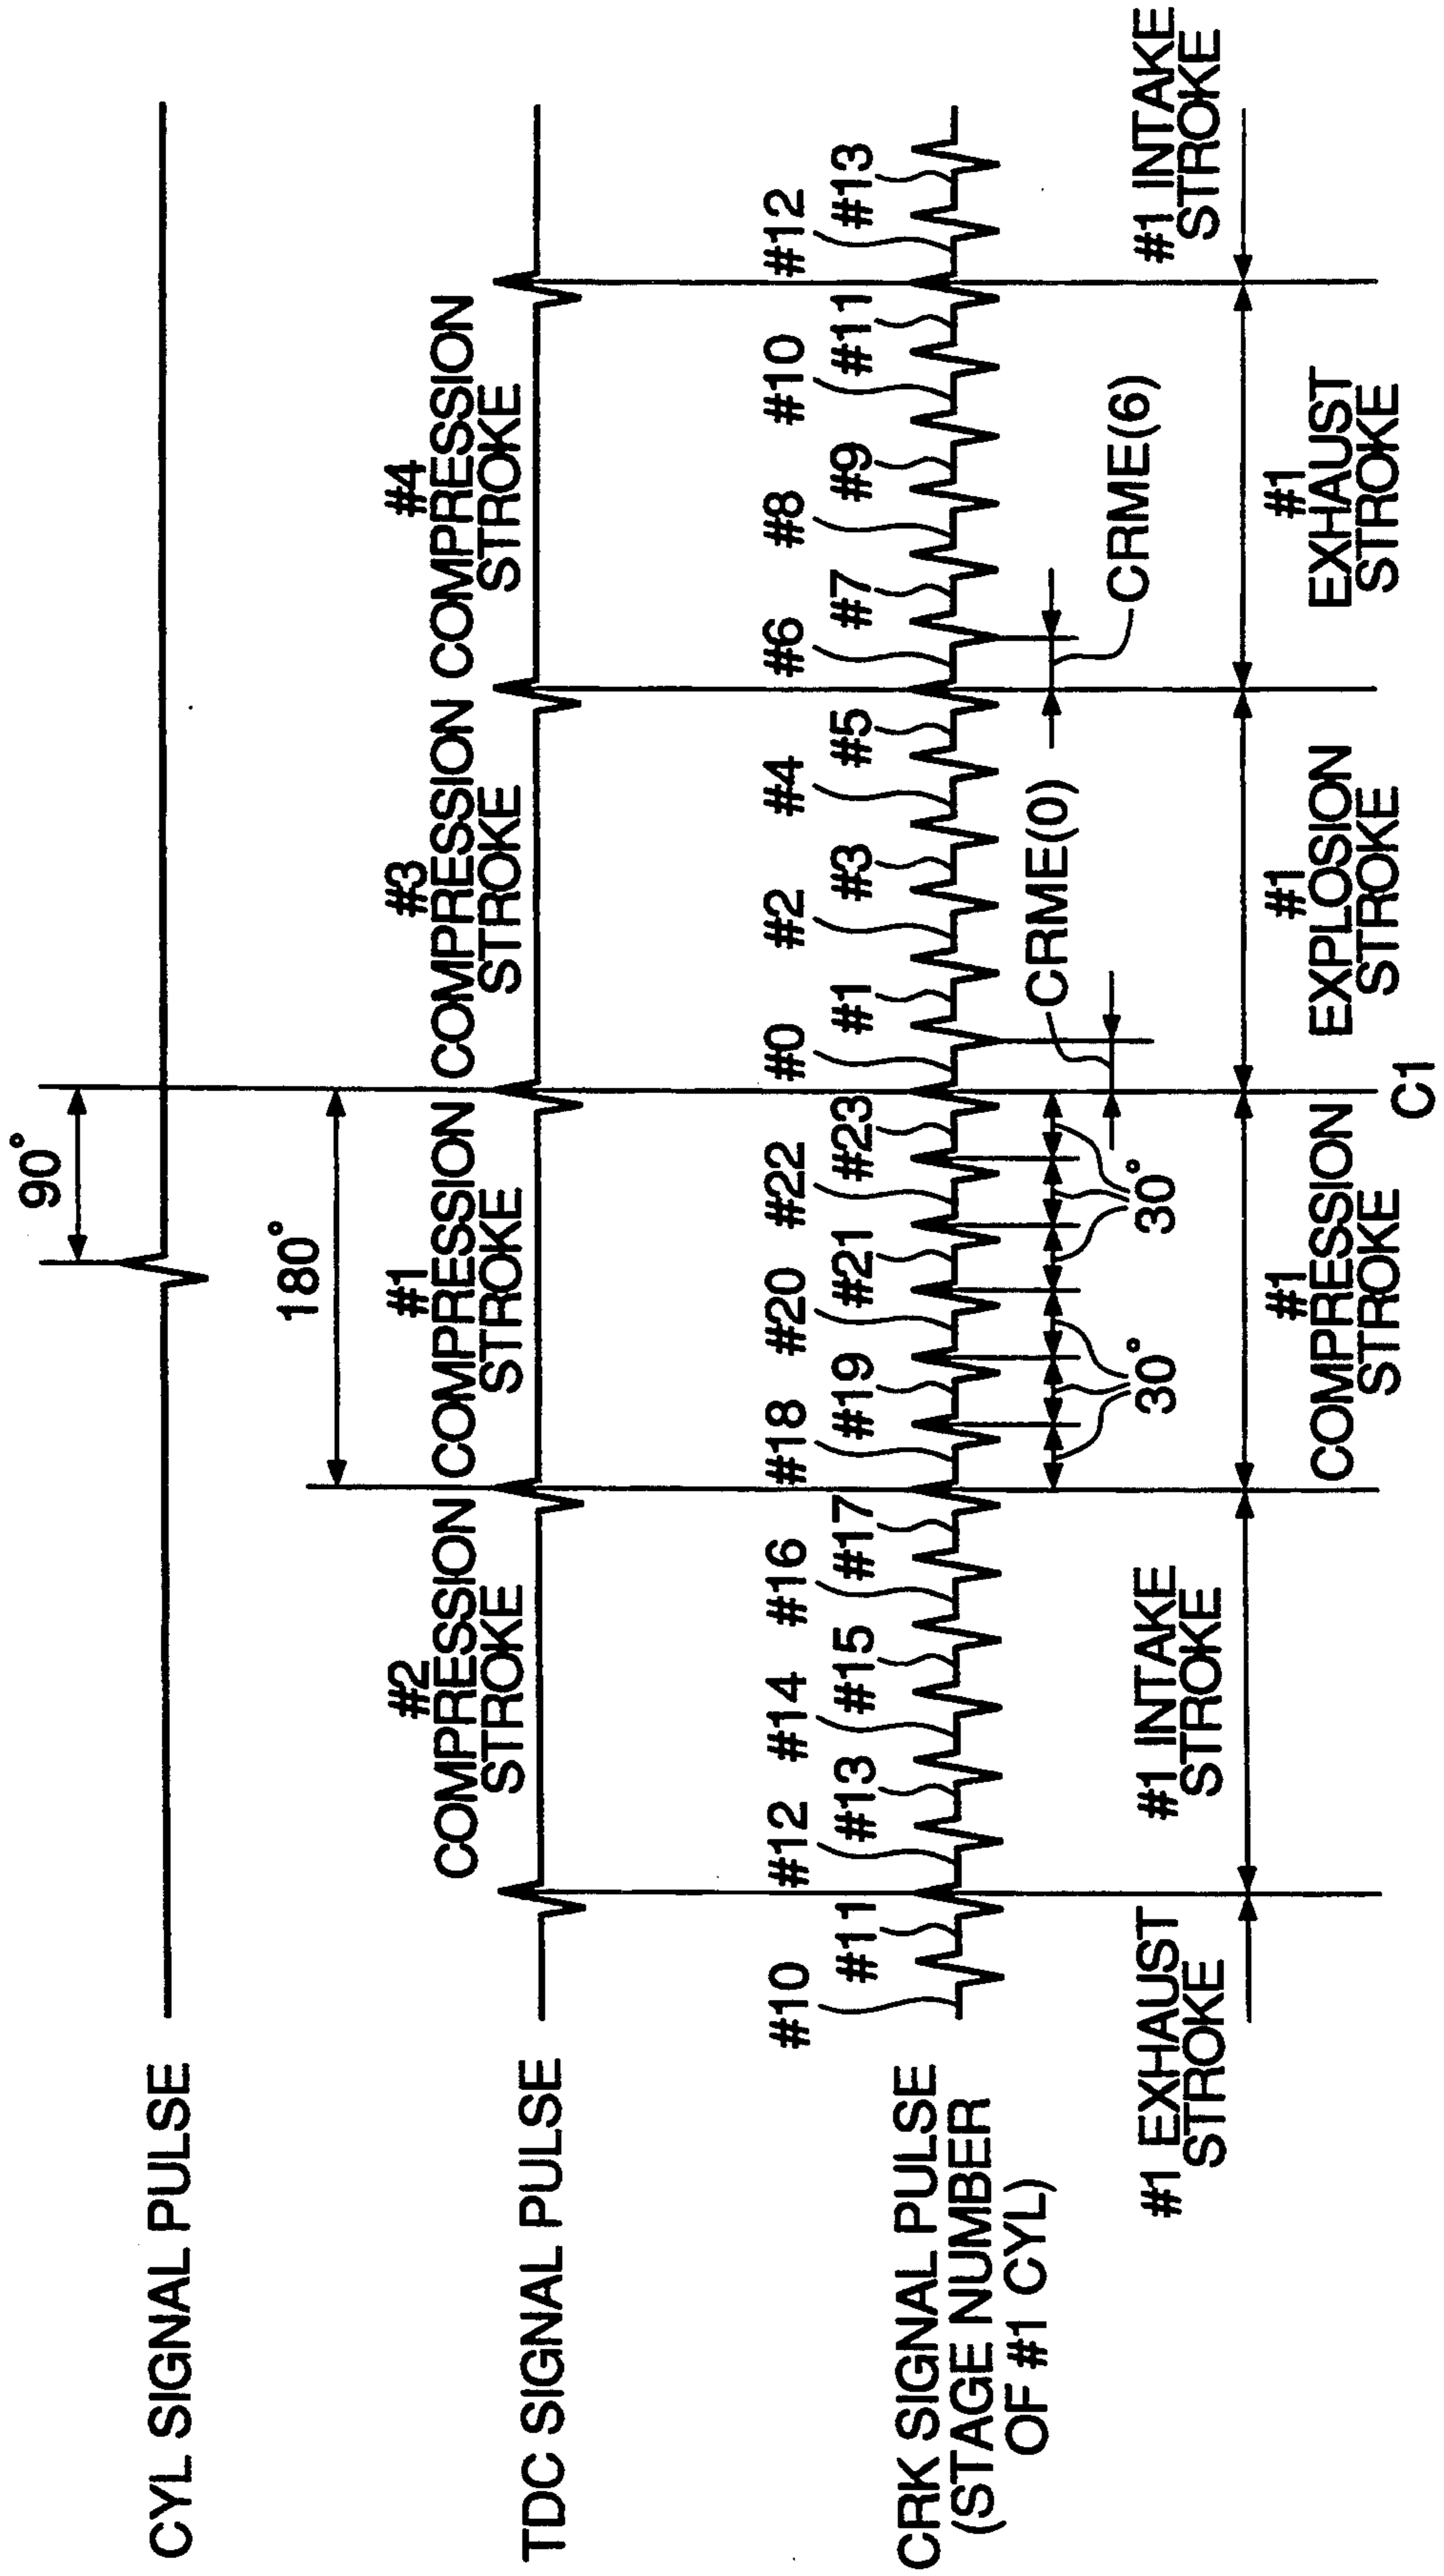 90°
180°
CYL SIGNAL PULSE
#2
COMPRESSION
STROKE
#1
COMPRESSION
STROKE
#3
COMPRESSION
STROKE
#4
COMPRESSION
STROKE
TDC SIGNAL PULSE
#10
#11
#12
#13
#14
#15
#16
#17
#18
#19
#20
#21
#22
#23
#0
#1
#2
#3
#4
#5
#6
#7
#8
#9
#10
#11
#12
#13
CRK SIGNAL PULSE
(STAGE NUMBER
OF #1 CYL)
30°
30°
CRME(0)
CRME(6)
#1 EXHAUST
STROKE
#1 INTAKE
STROKE
#1
COMPRESSION
STROKE
C1
#1
EXPLOSION
STROKE
#1
EXHAUST
STROKE
#1 INTAKE
STROKE